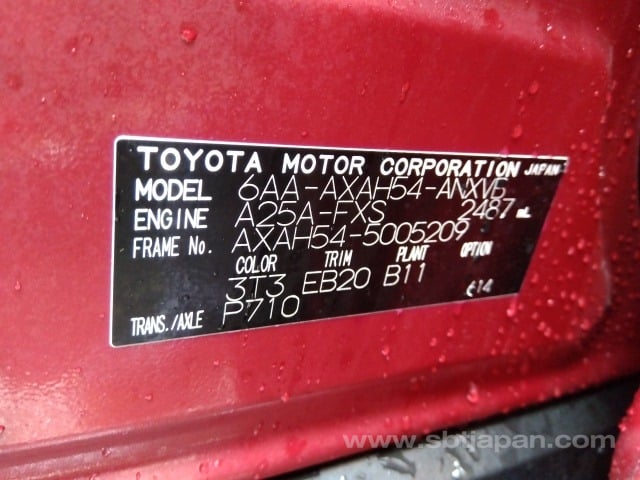 TOYOTA MOTOR CORPORATION JAPAN
MODEL 6AA-AXAH54-ANXVB
ENGINE A25A-FXS 2487 mL
FRAME No. AXAH54-5005209
COLOR TRIM PLANT OPTION
3T3 EB20 B11 614
TRANS./AXLE P710
www.sbtjapan.com